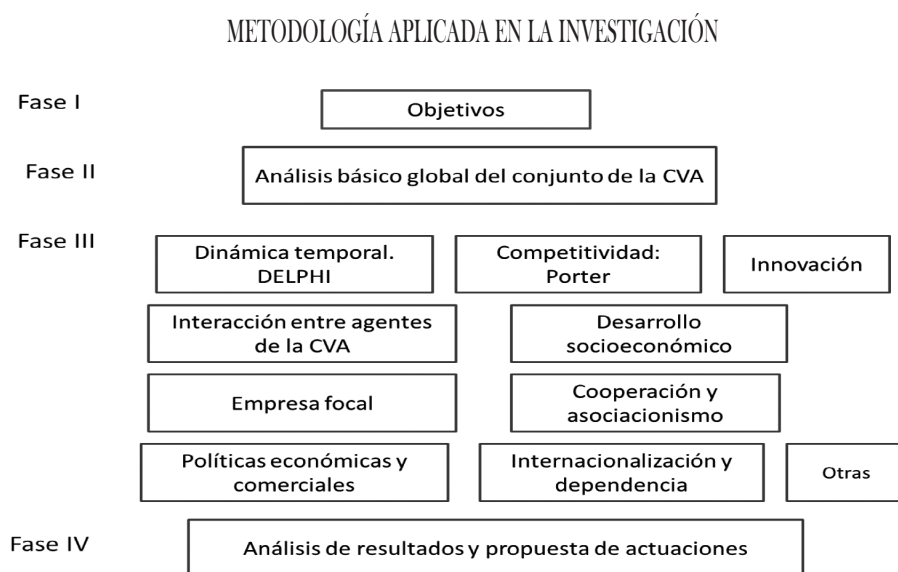 METODOLOGÍA APLICADA EN LA INVESTIGACIÓN
Fase I
Objetivos
Fase II
Análisis básico global del conjunto de la CVA
Fase III
Dinámica temporal.
DELPHI
Competitividad:
Porter
Innovación
Interacción entre agentes
de la CVA
Desarrollo
socioeconómico
Empresa focal
Cooperación y
asociacionismo
Políticas económicas y
comerciales
Internacionalización y
dependencia
Otras
Fase IV
Análisis de resultados y propuesta de actuaciones